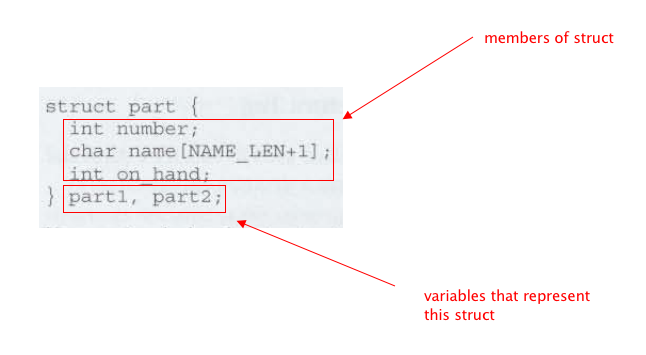 members of struct
struct part {
int number;
char name[NAME_LEN+1];
int on_hand;
} part1, part2;
variables that represent
this struct